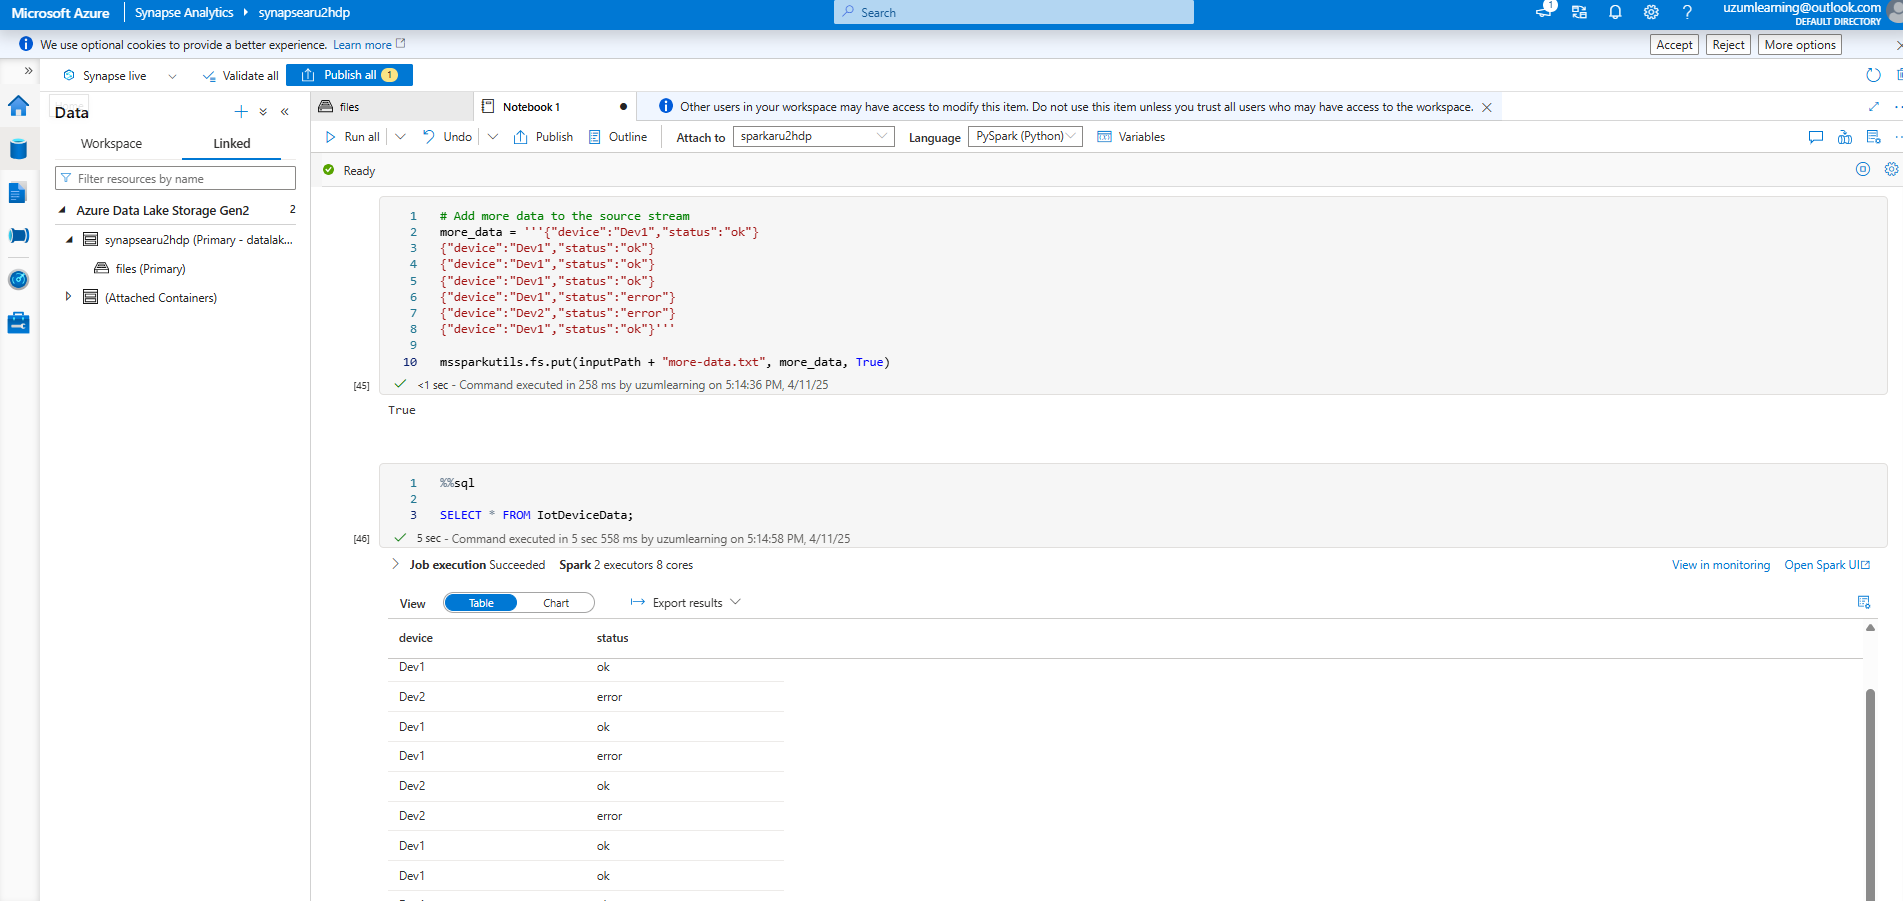 Microsoft Azure
Synapse Analytics
synapsearu2hdp
Search
1
uzumlearning@outlook.com
DEFAULT DIRECTORY
We use optional cookies to provide a better experience. Learn more
Accept
Reject
More options
Synapse live
Validate all
Publish all 1
Data
Workspace
Linked
Filter resources by name
Azure Data Lake Storage Gen2 2
synapsearu2hdp (Primary - datalak...
files (Primary)
(Attached Containers)
files
Notebook 1
Other users in your workspace may have access to modify this item. Do not use this item unless you trust all users who may have access to the workspace.
Run all
Undo
Publish
Outline
Attach to sparkaru2hdp
Language PySpark (Python)
Variables
Ready
1 # Add more data to the source stream
2 more_data = '''{"device":"Dev1","status":"ok"}
3 {"device":"Dev1","status":"ok"}
4 {"device":"Dev1","status":"ok"}
5 {"device":"Dev1","status":"ok"}
6 {"device":"Dev1","status":"error"}
7 {"device":"Dev2","status":"error"}
8 {"device":"Dev1","status":"ok"}'''
9
10 mssparkutils.fs.put(inputPath + "more-data.txt", more_data, True)
[45] <1 sec - Command executed in 258 ms by uzumlearning on 5:14:36 PM, 4/11/25
True
1 %%sql
2
3 SELECT * FROM IotDeviceData;
[46] 5 sec - Command executed in 5 sec 558 ms by uzumlearning on 5:14:58 PM, 4/11/25
Job execution Succeeded Spark 2 executors 8 cores
View in monitoring
Open Spark UI
View Table Chart Export results
device status
Dev1 ok
Dev2 error
Dev1 ok
Dev1 error
Dev2 ok
Dev2 error
Dev1 ok
Dev1 ok